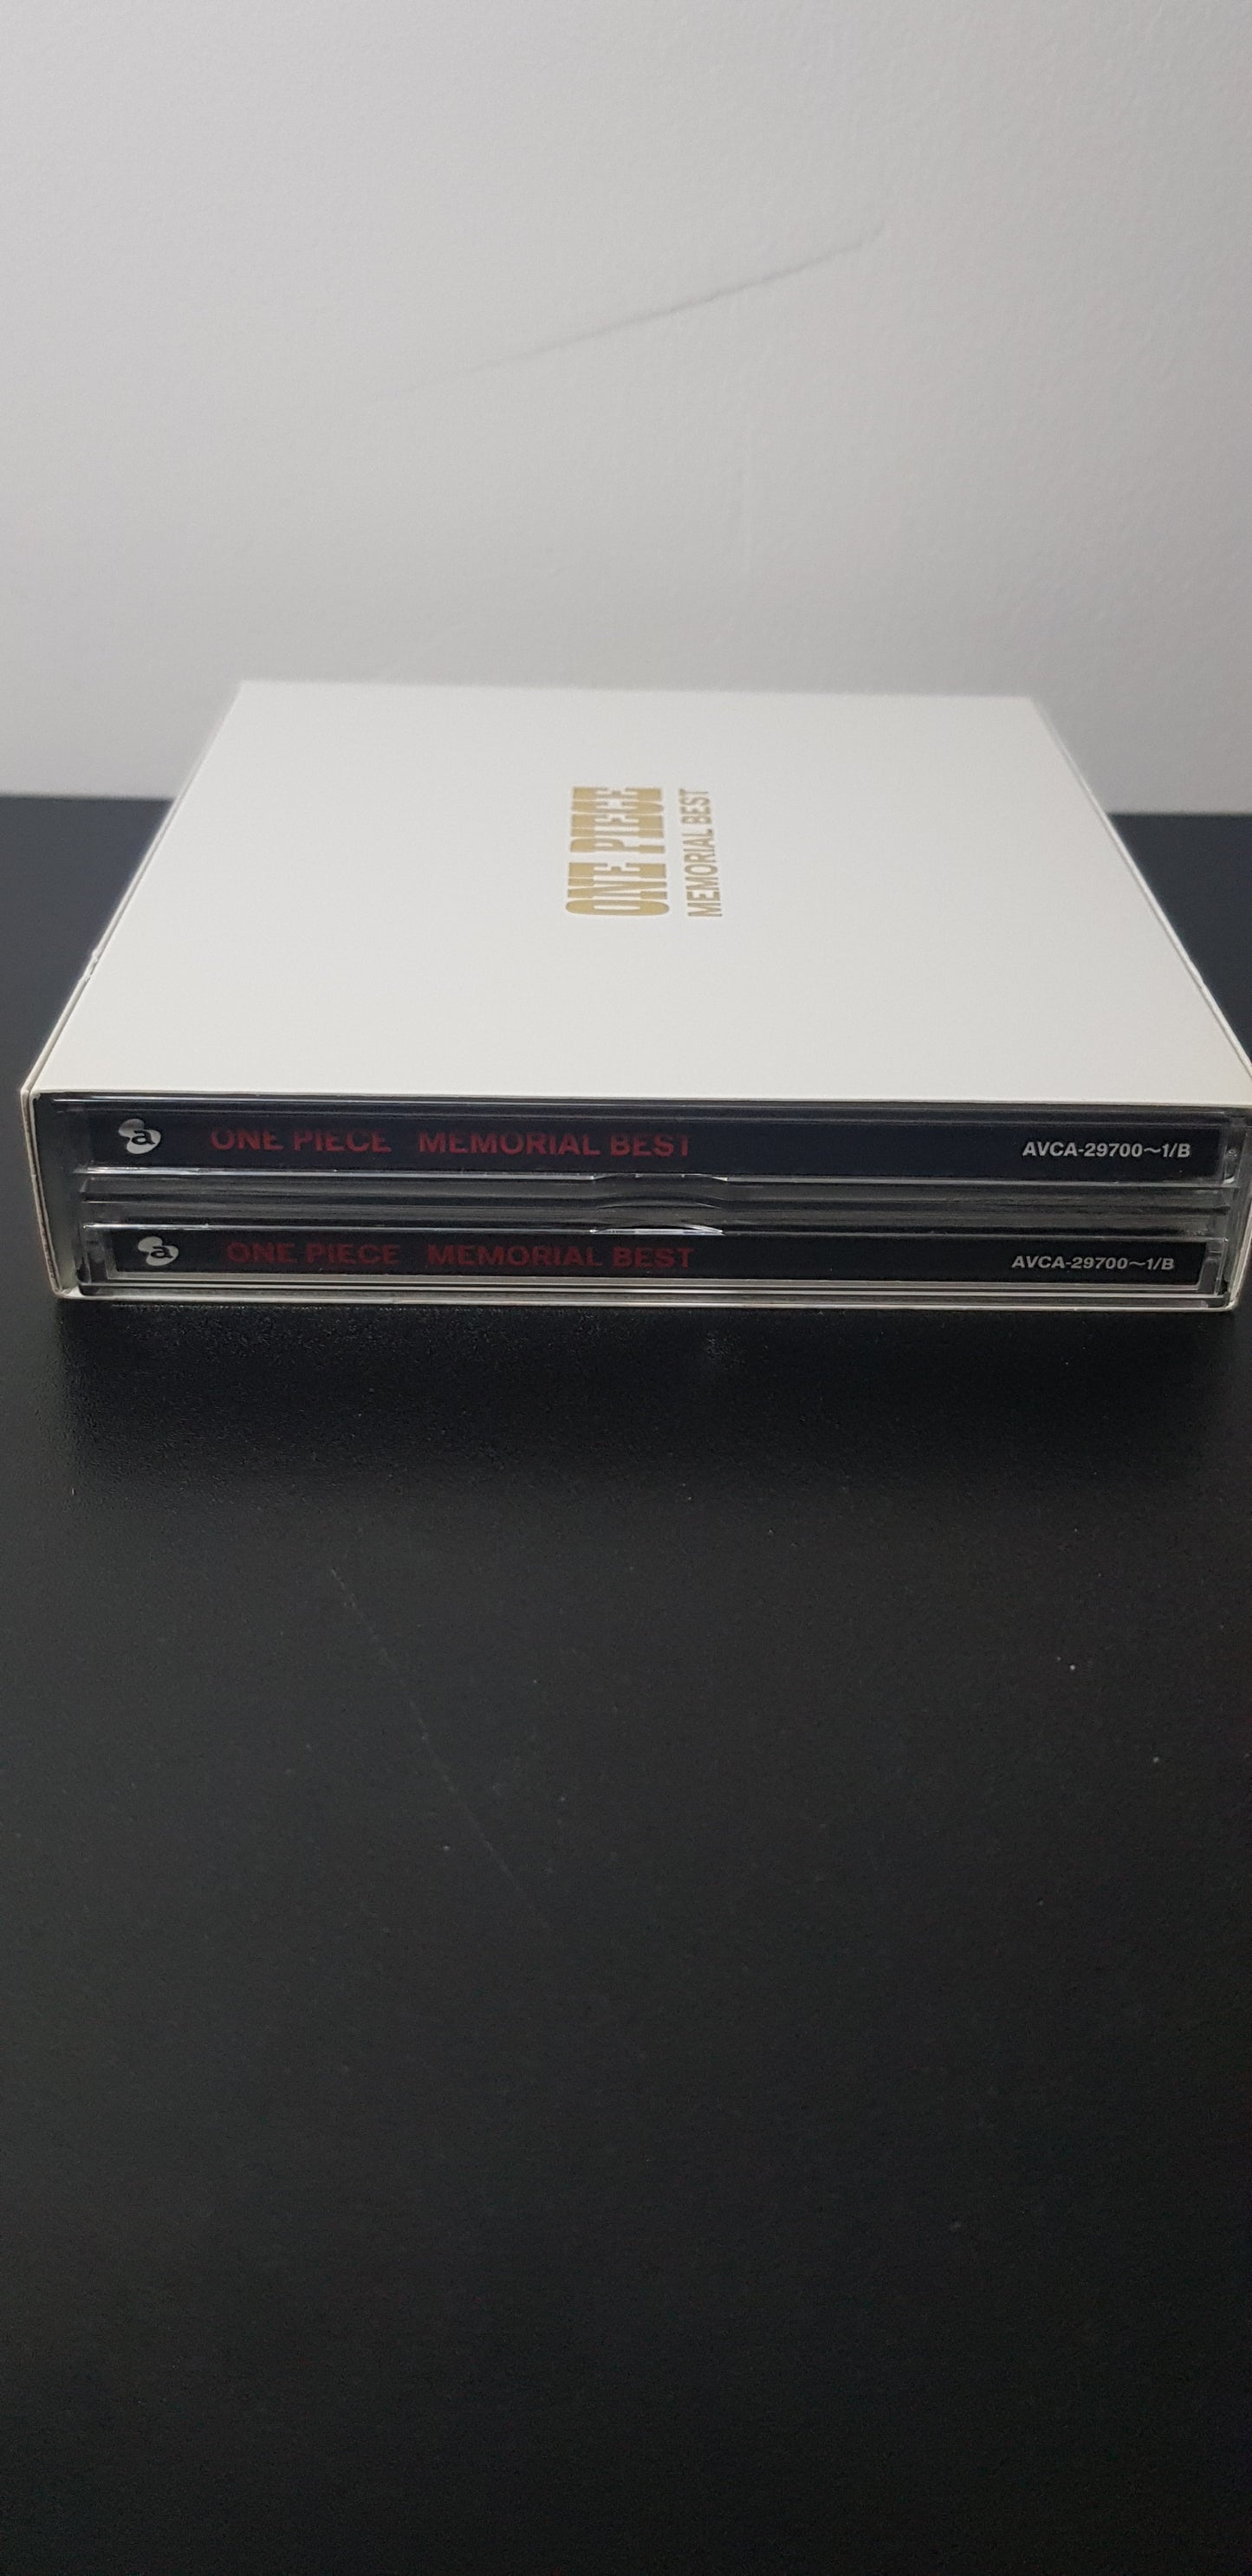 ONE PIECE
MEMORIAL BEST
a ONE PIECE MEMORIAL BEST AVCA-29700~1/B
a ONE PIECE MEMORIAL BEST AVCA-29700~1/B